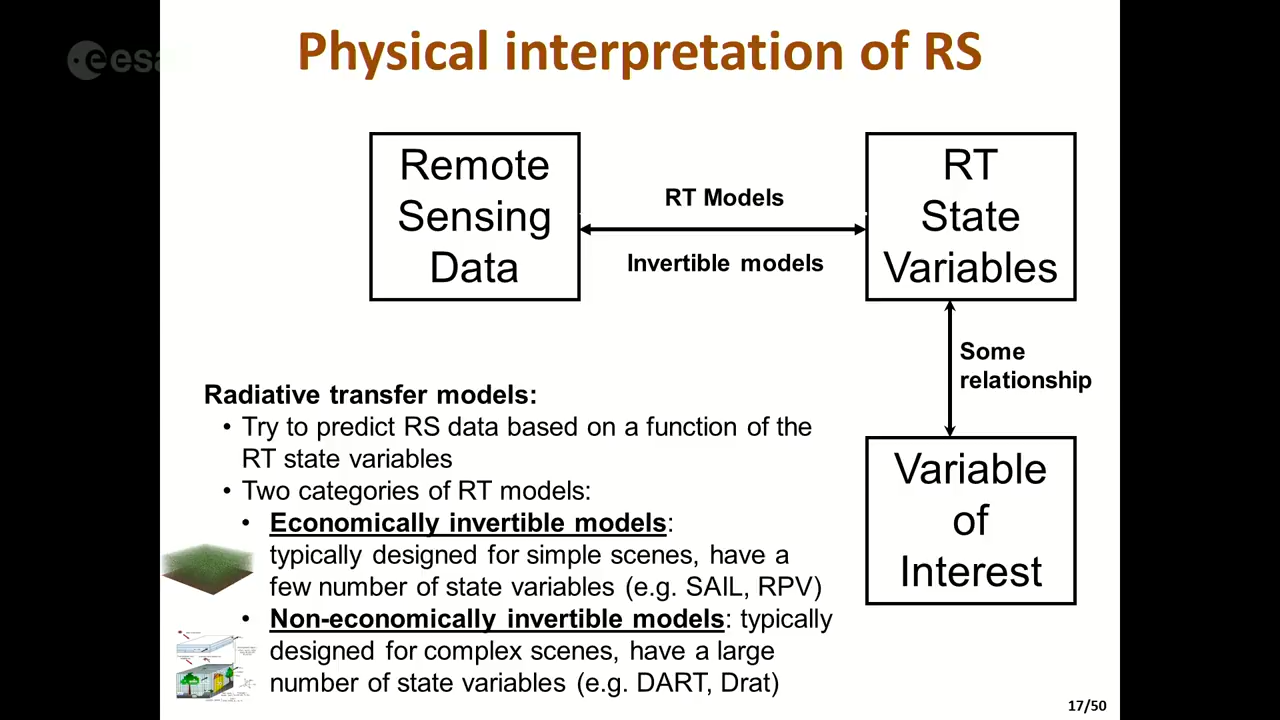 esa
Physical interpretation of RS
Remote
Sensing
Data
RT Models
Invertible models
RT
State
Variables
Some
relationship
Variable
of
Interest
Radiative transfer models:
• Try to predict RS data based on a function of the
RT state variables
• Two categories of RT models:
• Economically invertible models:
typically designed for simple scenes, have a
few number of state variables (e.g. SAIL, RPV)
• Non-economically invertible models: typically
designed for complex scenes, have a large
number of state variables (e.g. DART, Drat)
17/50